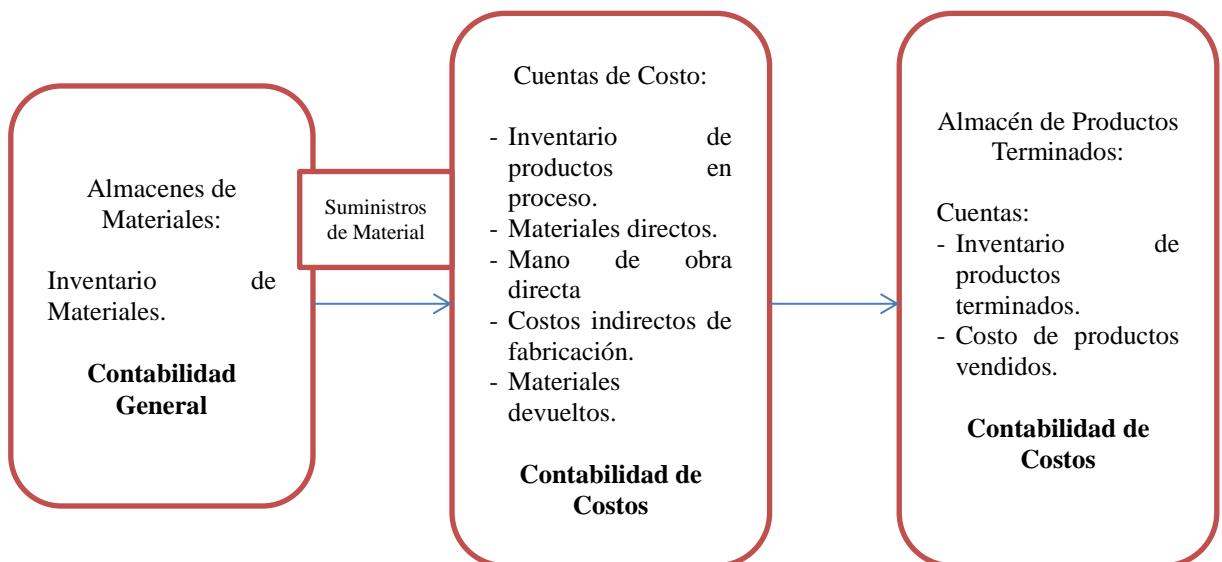 Almacenes de
Materiales:
Inventario de
Materiales.
Contabilidad
General
Suministros
de Material
Cuentas de Costo:
- Inventario de
productos en
proceso.
- Materiales directos.
- Mano de obra
directa
- Costos indirectos de
fabricación.
- Materiales
devueltos.
Contabilidad de
Costos
Almacén de Productos
Terminados:
Cuentas:
- Inventario de
productos
terminados.
- Costo de productos
vendidos.
Contabilidad de
Costos